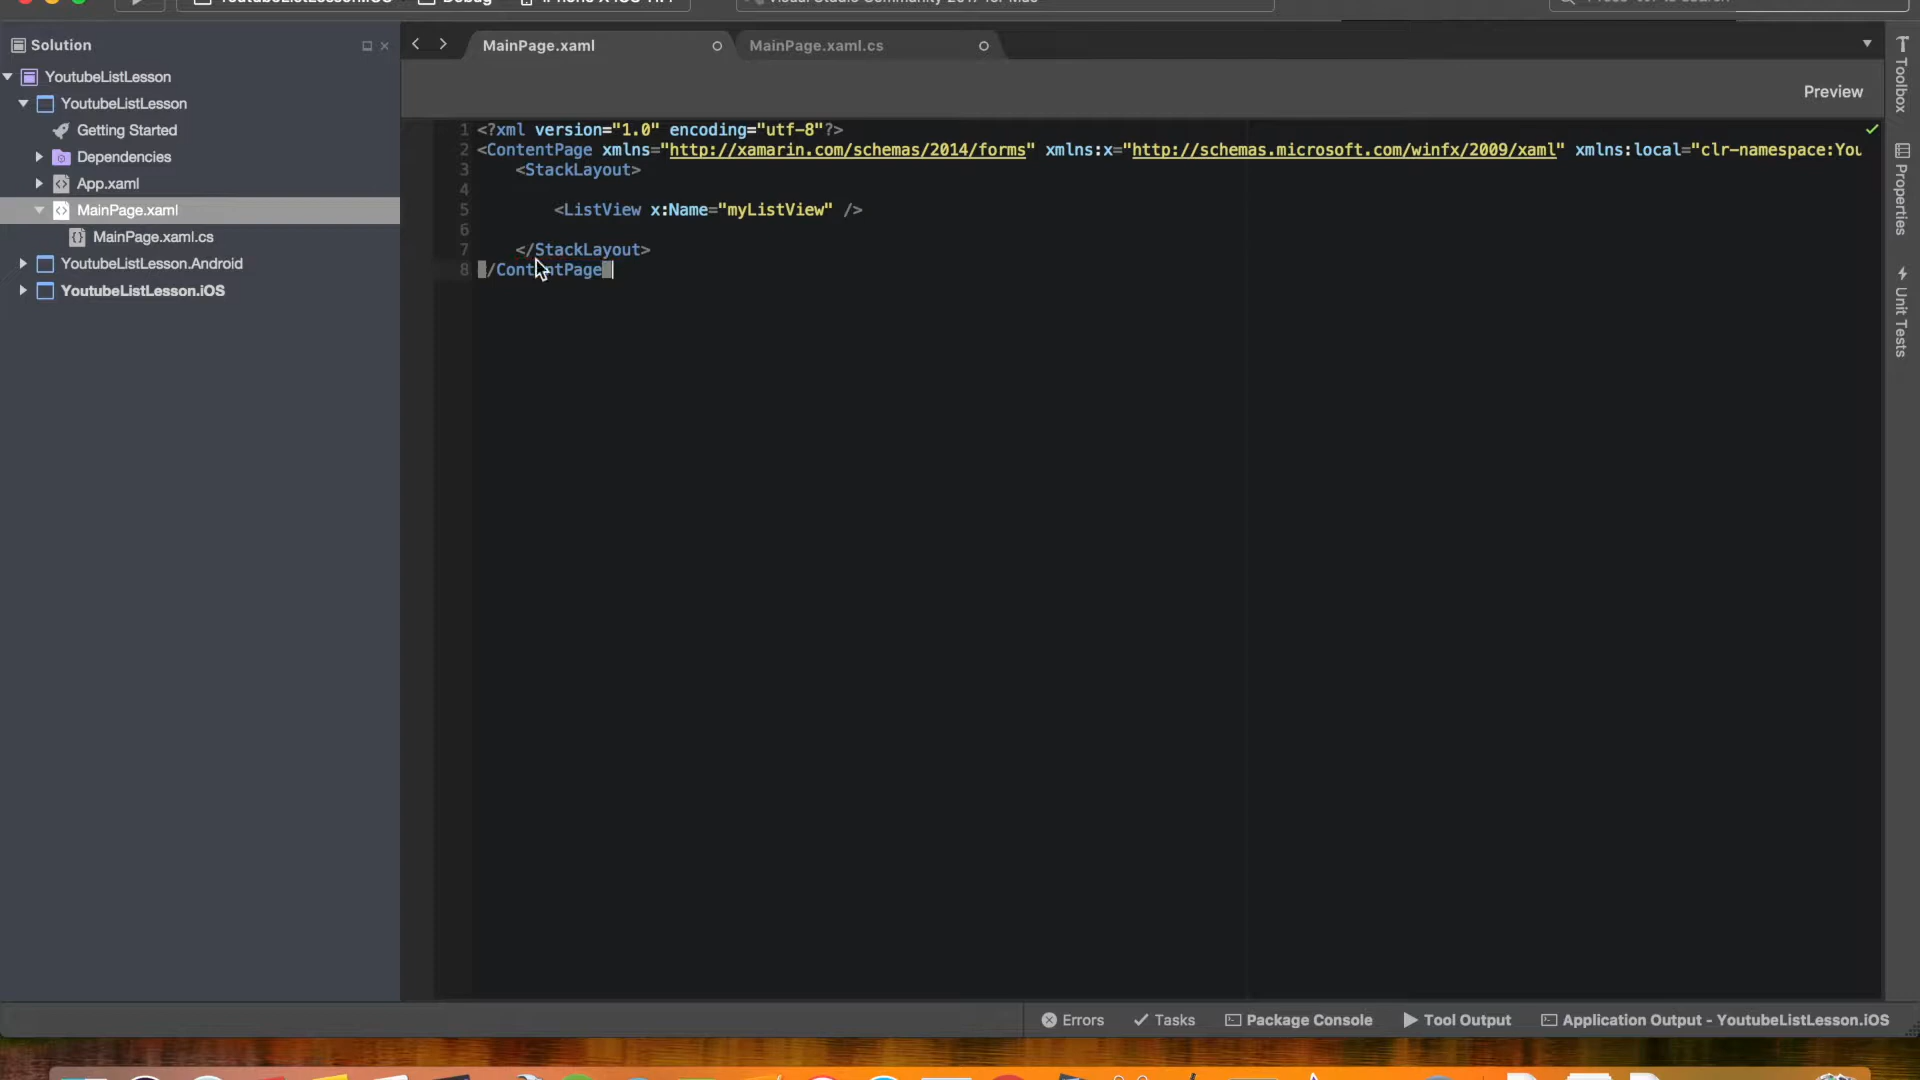 Solution
MainPage.xaml
MainPage.xaml.cs
YoutubeListLesson
YoutubeListLesson
Getting Started
Dependencies
App.xaml
MainPage.xaml
MainPage.xaml.cs
YoutubeListLesson.Android
YoutubeListLesson.iOS
Preview
Toolbox
Properties
Unit Tests
1 <?xml version="1.0" encoding="utf-8"?>
2 <ContentPage xmlns="http://xamarin.com/schemas/2014/forms" xmlns:x="http://schemas.microsoft.com/winfx/2009/xaml" xmlns:local="clr-namespace:You
3 <StackLayout>
4
5 <ListView x:Name="myListView" />
6
7 </StackLayout>
8 </ContentPage>
Errors
Tasks
Package Console
Tool Output
Application Output - YoutubeListLesson.iOS